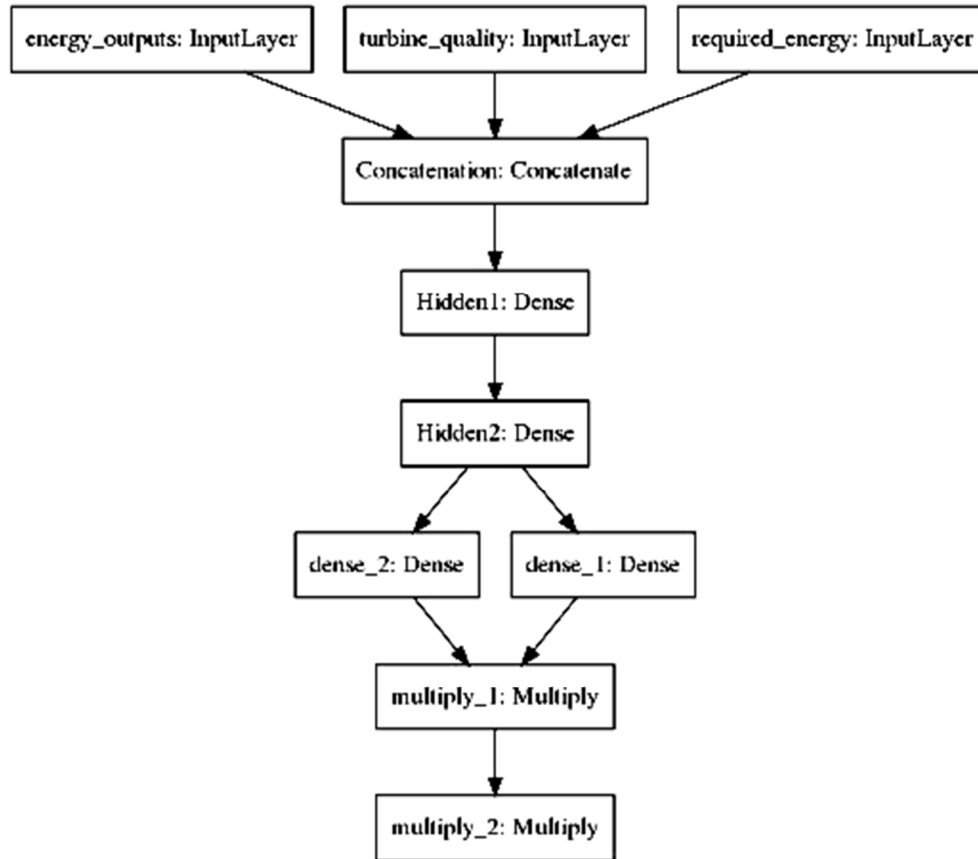 energy_outputs: InputLayer
turbine_quality: InputLayer
required_energy: InputLayer
Concatenation: Concatenate
Hidden1: Dense
Hidden2: Dense
dense_2: Dense
dense_1: Dense
multiply_1: Multiply
multiply_2: Multiply